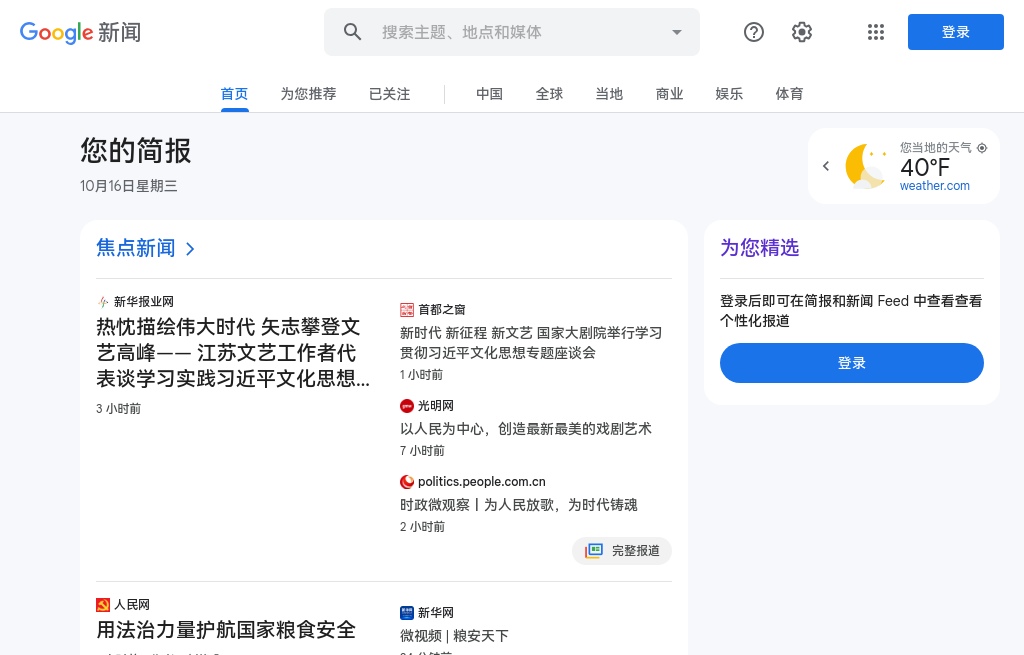 Google 新闻
搜索主题、地点和媒体
登录
首页
为您推荐
已关注
中国
全球
当地
商业
娱乐
体育
您的简报
10月16日星期三
您当地的天气
40°F
weather.com
焦点新闻
新华报业网
热忱描绘伟大时代 矢志攀登文
艺高峰—— 江苏文艺工作者代
表谈学习实践习近平文化思想...
3 小时前
首都之窗
新时代 新征程 新文艺 国家大剧院举行学习
贯彻习近平文化思想专题座谈会
1 小时前
光明网
以人民为中心，创造最新最美的戏剧艺术
7 小时前
politics.people.com.cn
时政微观察丨为人民放歌，为时代铸魂
2 小时前
完整报道
人民网
用法治力量护航国家粮食安全
新华网
微视频 | 粮安天下
为您精选
登录后即可在简报和新闻 Feed 中查看查看
个性化报道
登录